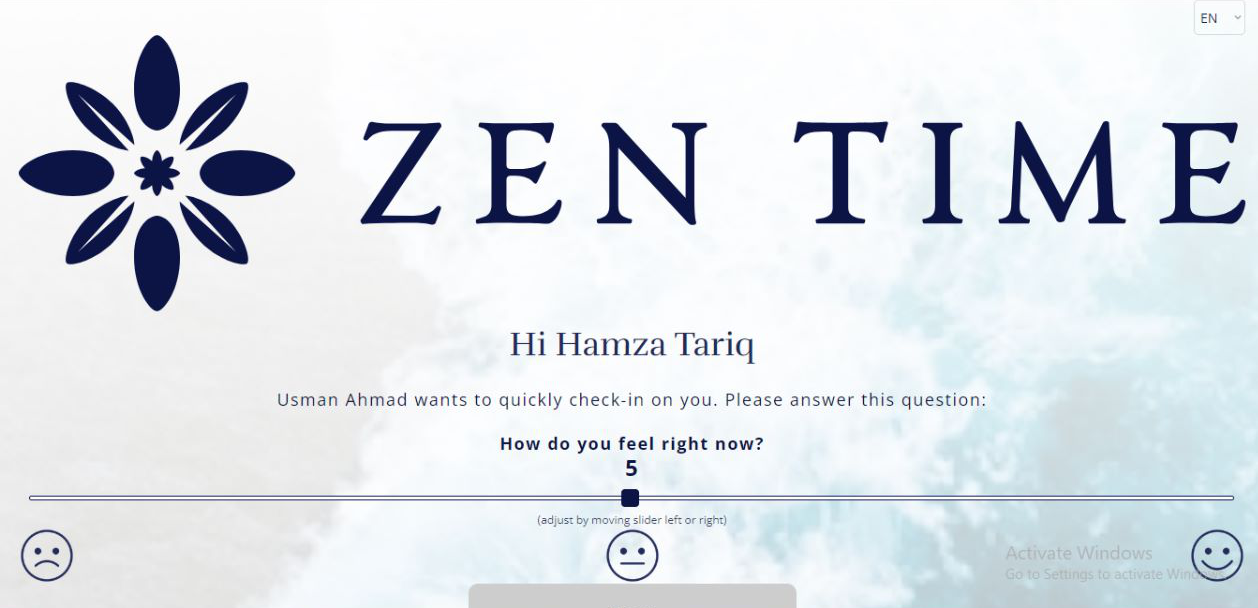 EN
ZEN TIME
Hi Hamza Tariq
Usman Ahmad wants to quickly check-in on you. Please answer this question:
How do you feel right now?
5
(adjust by moving slider left or right)
Activate Windows
Go to Settings to activate Windows.